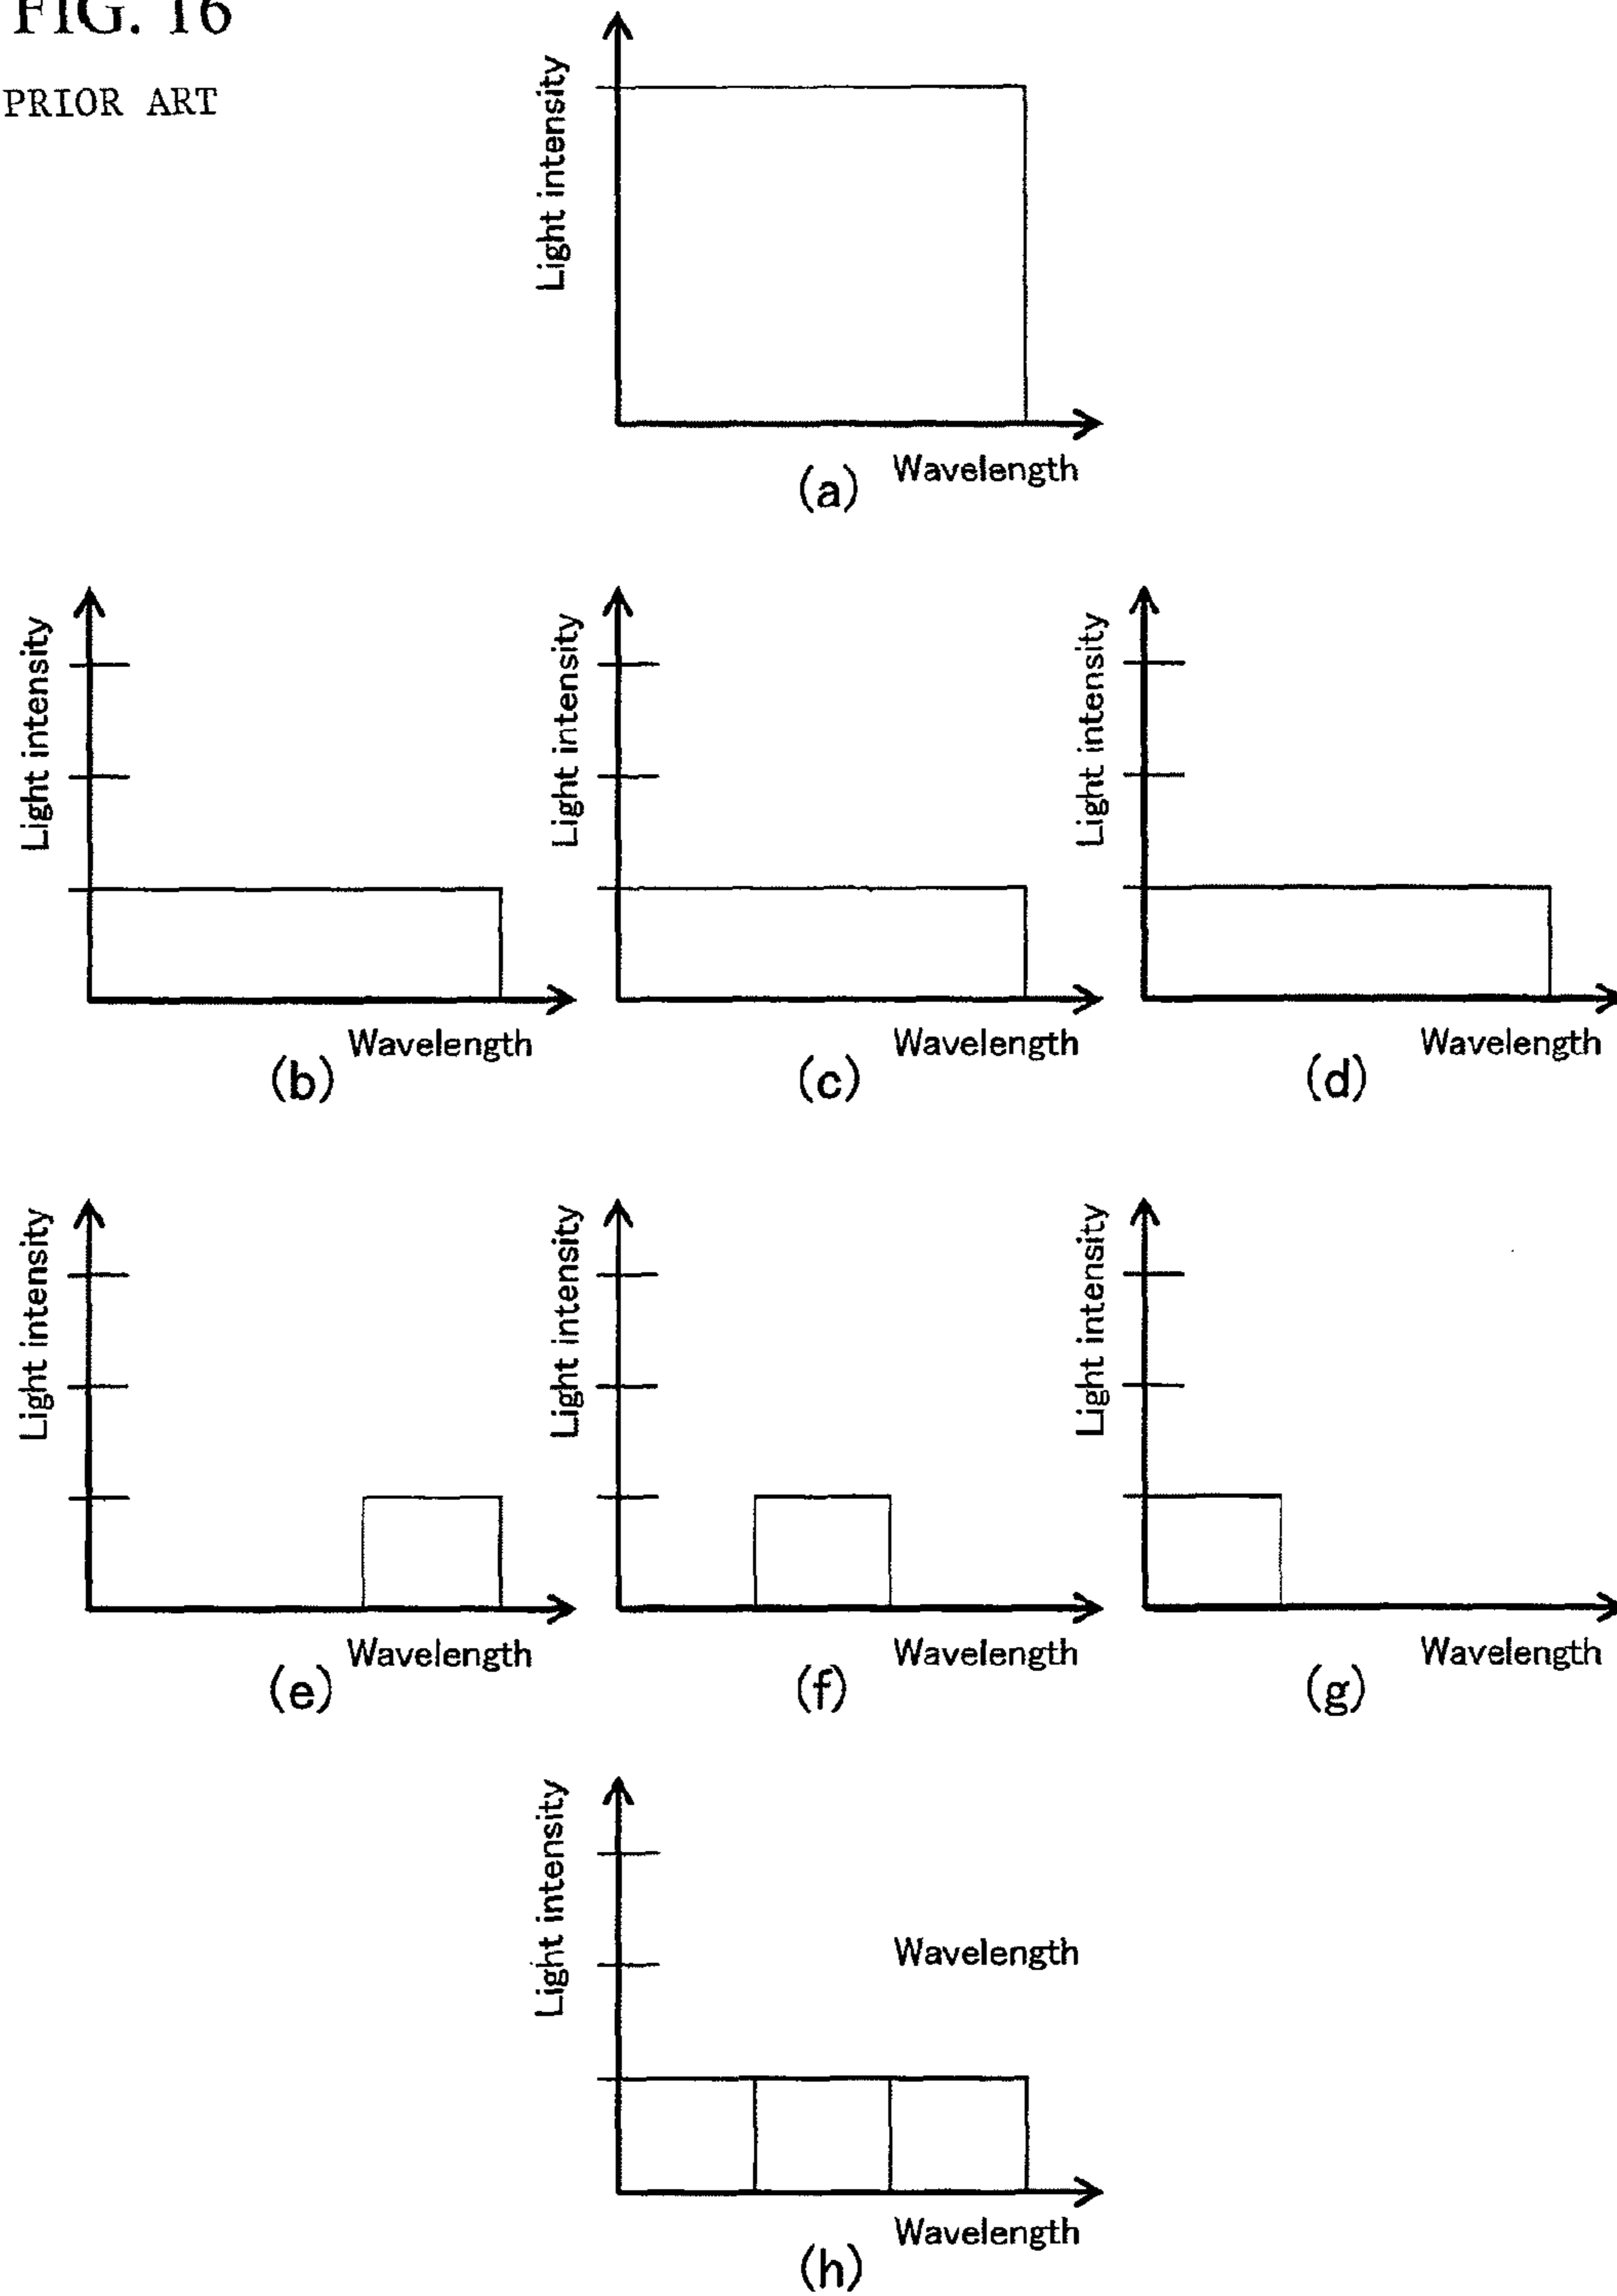 FIG. 16
PRIOR ART
Light intensity
Wavelength
(a)
Light intensity
Wavelength
(b)
Light intensity
Wavelength
(c)
Light intensity
Wavelength
(d)
Light intensity
Wavelength
(e)
Light intensity
Wavelength
(f)
Light intensity
Wavelength
(g)
Light intensity
Wavelength
Wavelength
(h)